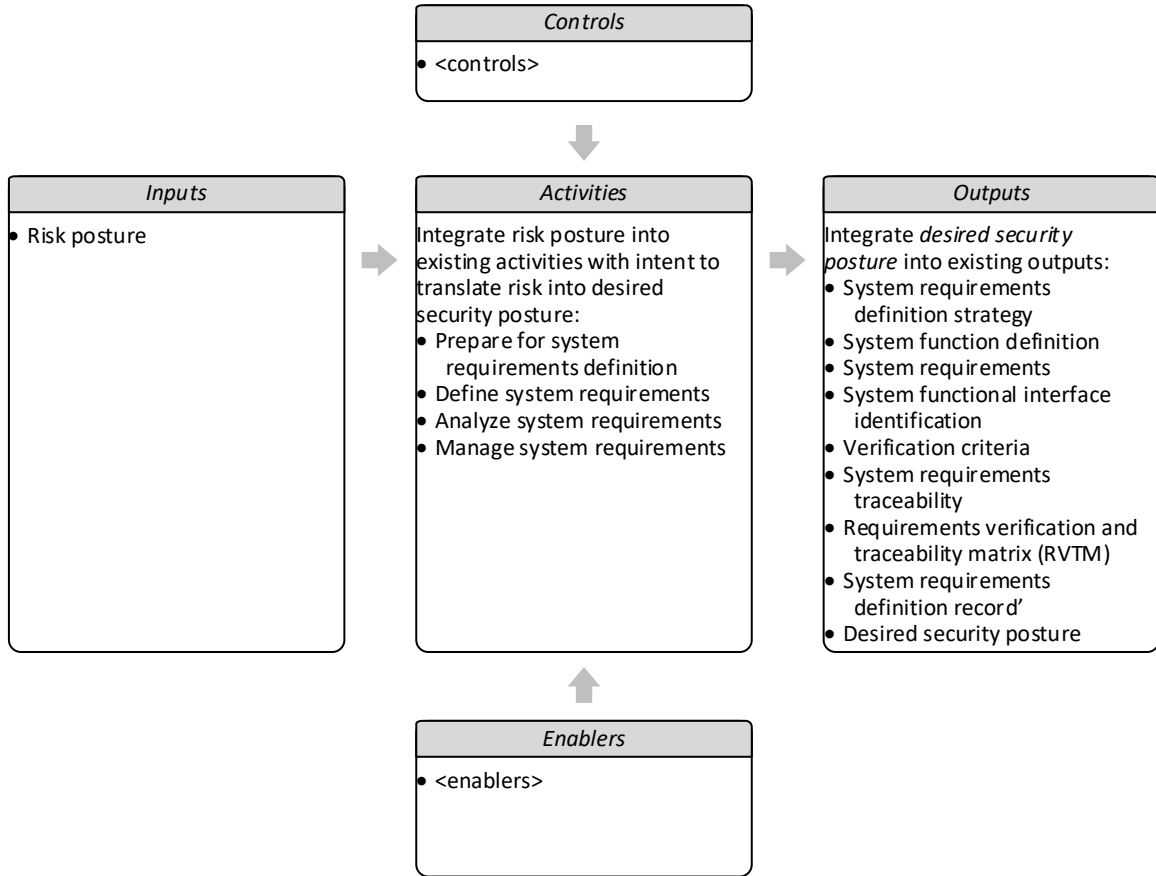 Controls
• <controls>
Inputs
• Risk posture
Activities
Integrate risk posture into
existing activities with intent to
translate risk into desired
security posture:
• Prepare for system
requirements definition
• Define system requirements
• Analyze system requirements
• Manage system requirements
Outputs
Integrate desired security
posture into existing outputs:
• System requirements
definition strategy
• System function definition
• System requirements
• System functional interface
identification
• Verification criteria
• System requirements
traceability
• Requirements verification and
traceability matrix (RVTM)
• System requirements
definition record’
• Desired security posture
Enablers
• <enablers>